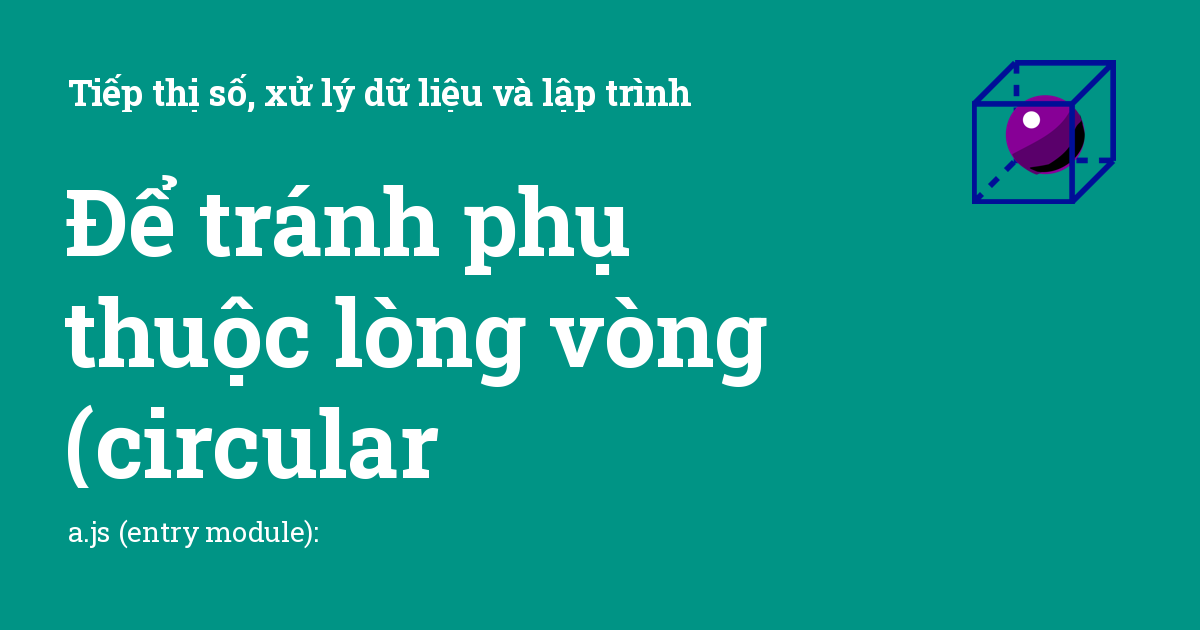 Tiếp thị số, xử lý dữ liệu và lập trình
Để tránh phụ
thuộc lòng vòng
(circular
a.js (entry module):